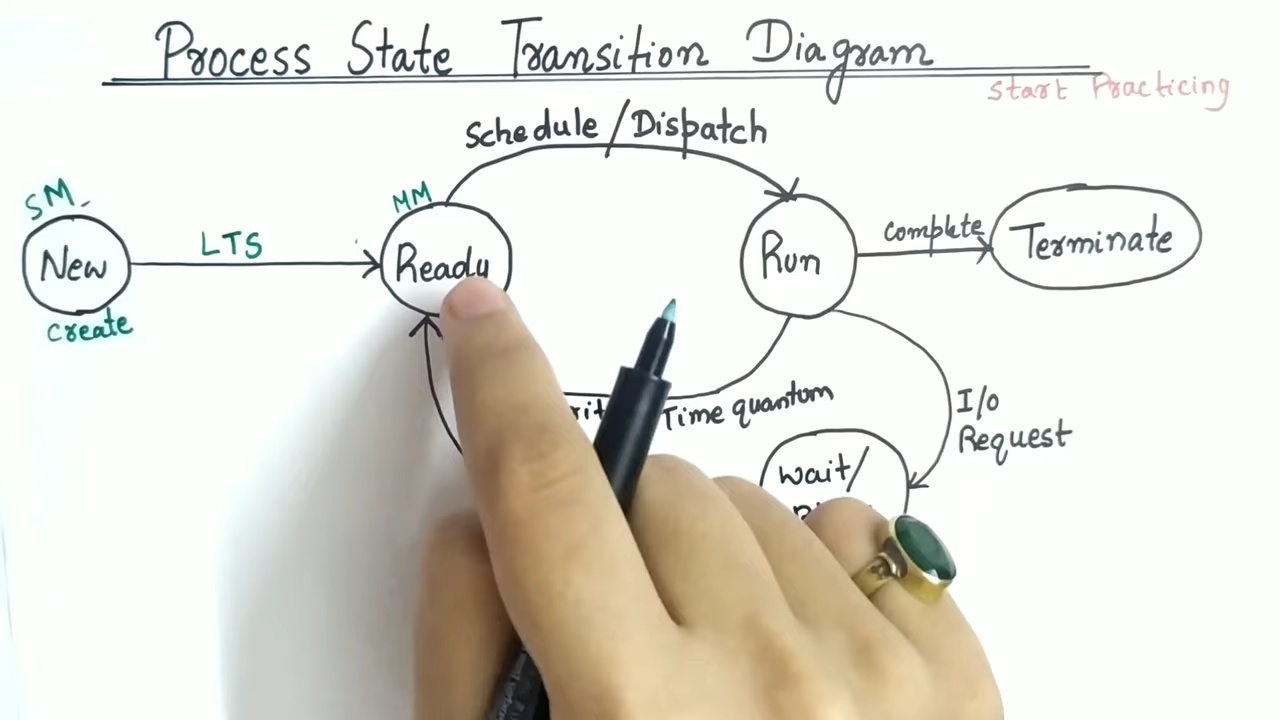 Process State Transition Diagram
Start Practicing
Schedule / Dispatch
SM
MM
New
LTS
Ready
Run
complete
Terminate
create
Time quantum
I/O
Request
wait/